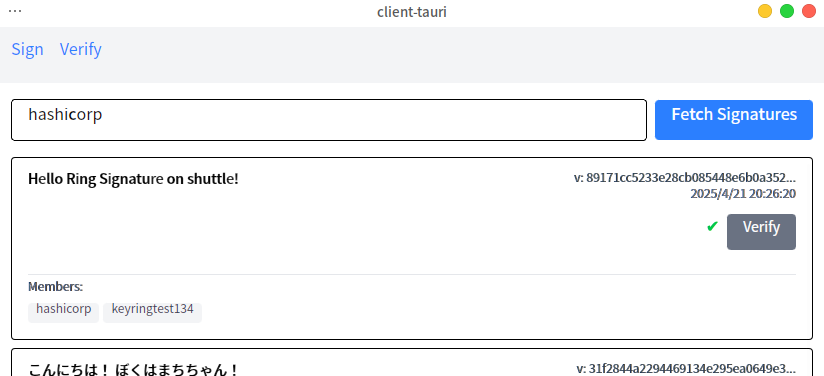 client-tauri
Sign Verify
hashicorp
Fetch Signatures
Hello Ring Signature on shuttle!
v: 89171cc5233e28cb085448e6b0a352...
2025/4/21 20:26:20
✔ Verify
Members:
hashicorp keyringtest134
こんにちは！ぼくはまちちゃん！
v: 31f2844a2294469134e295ea0649e3...